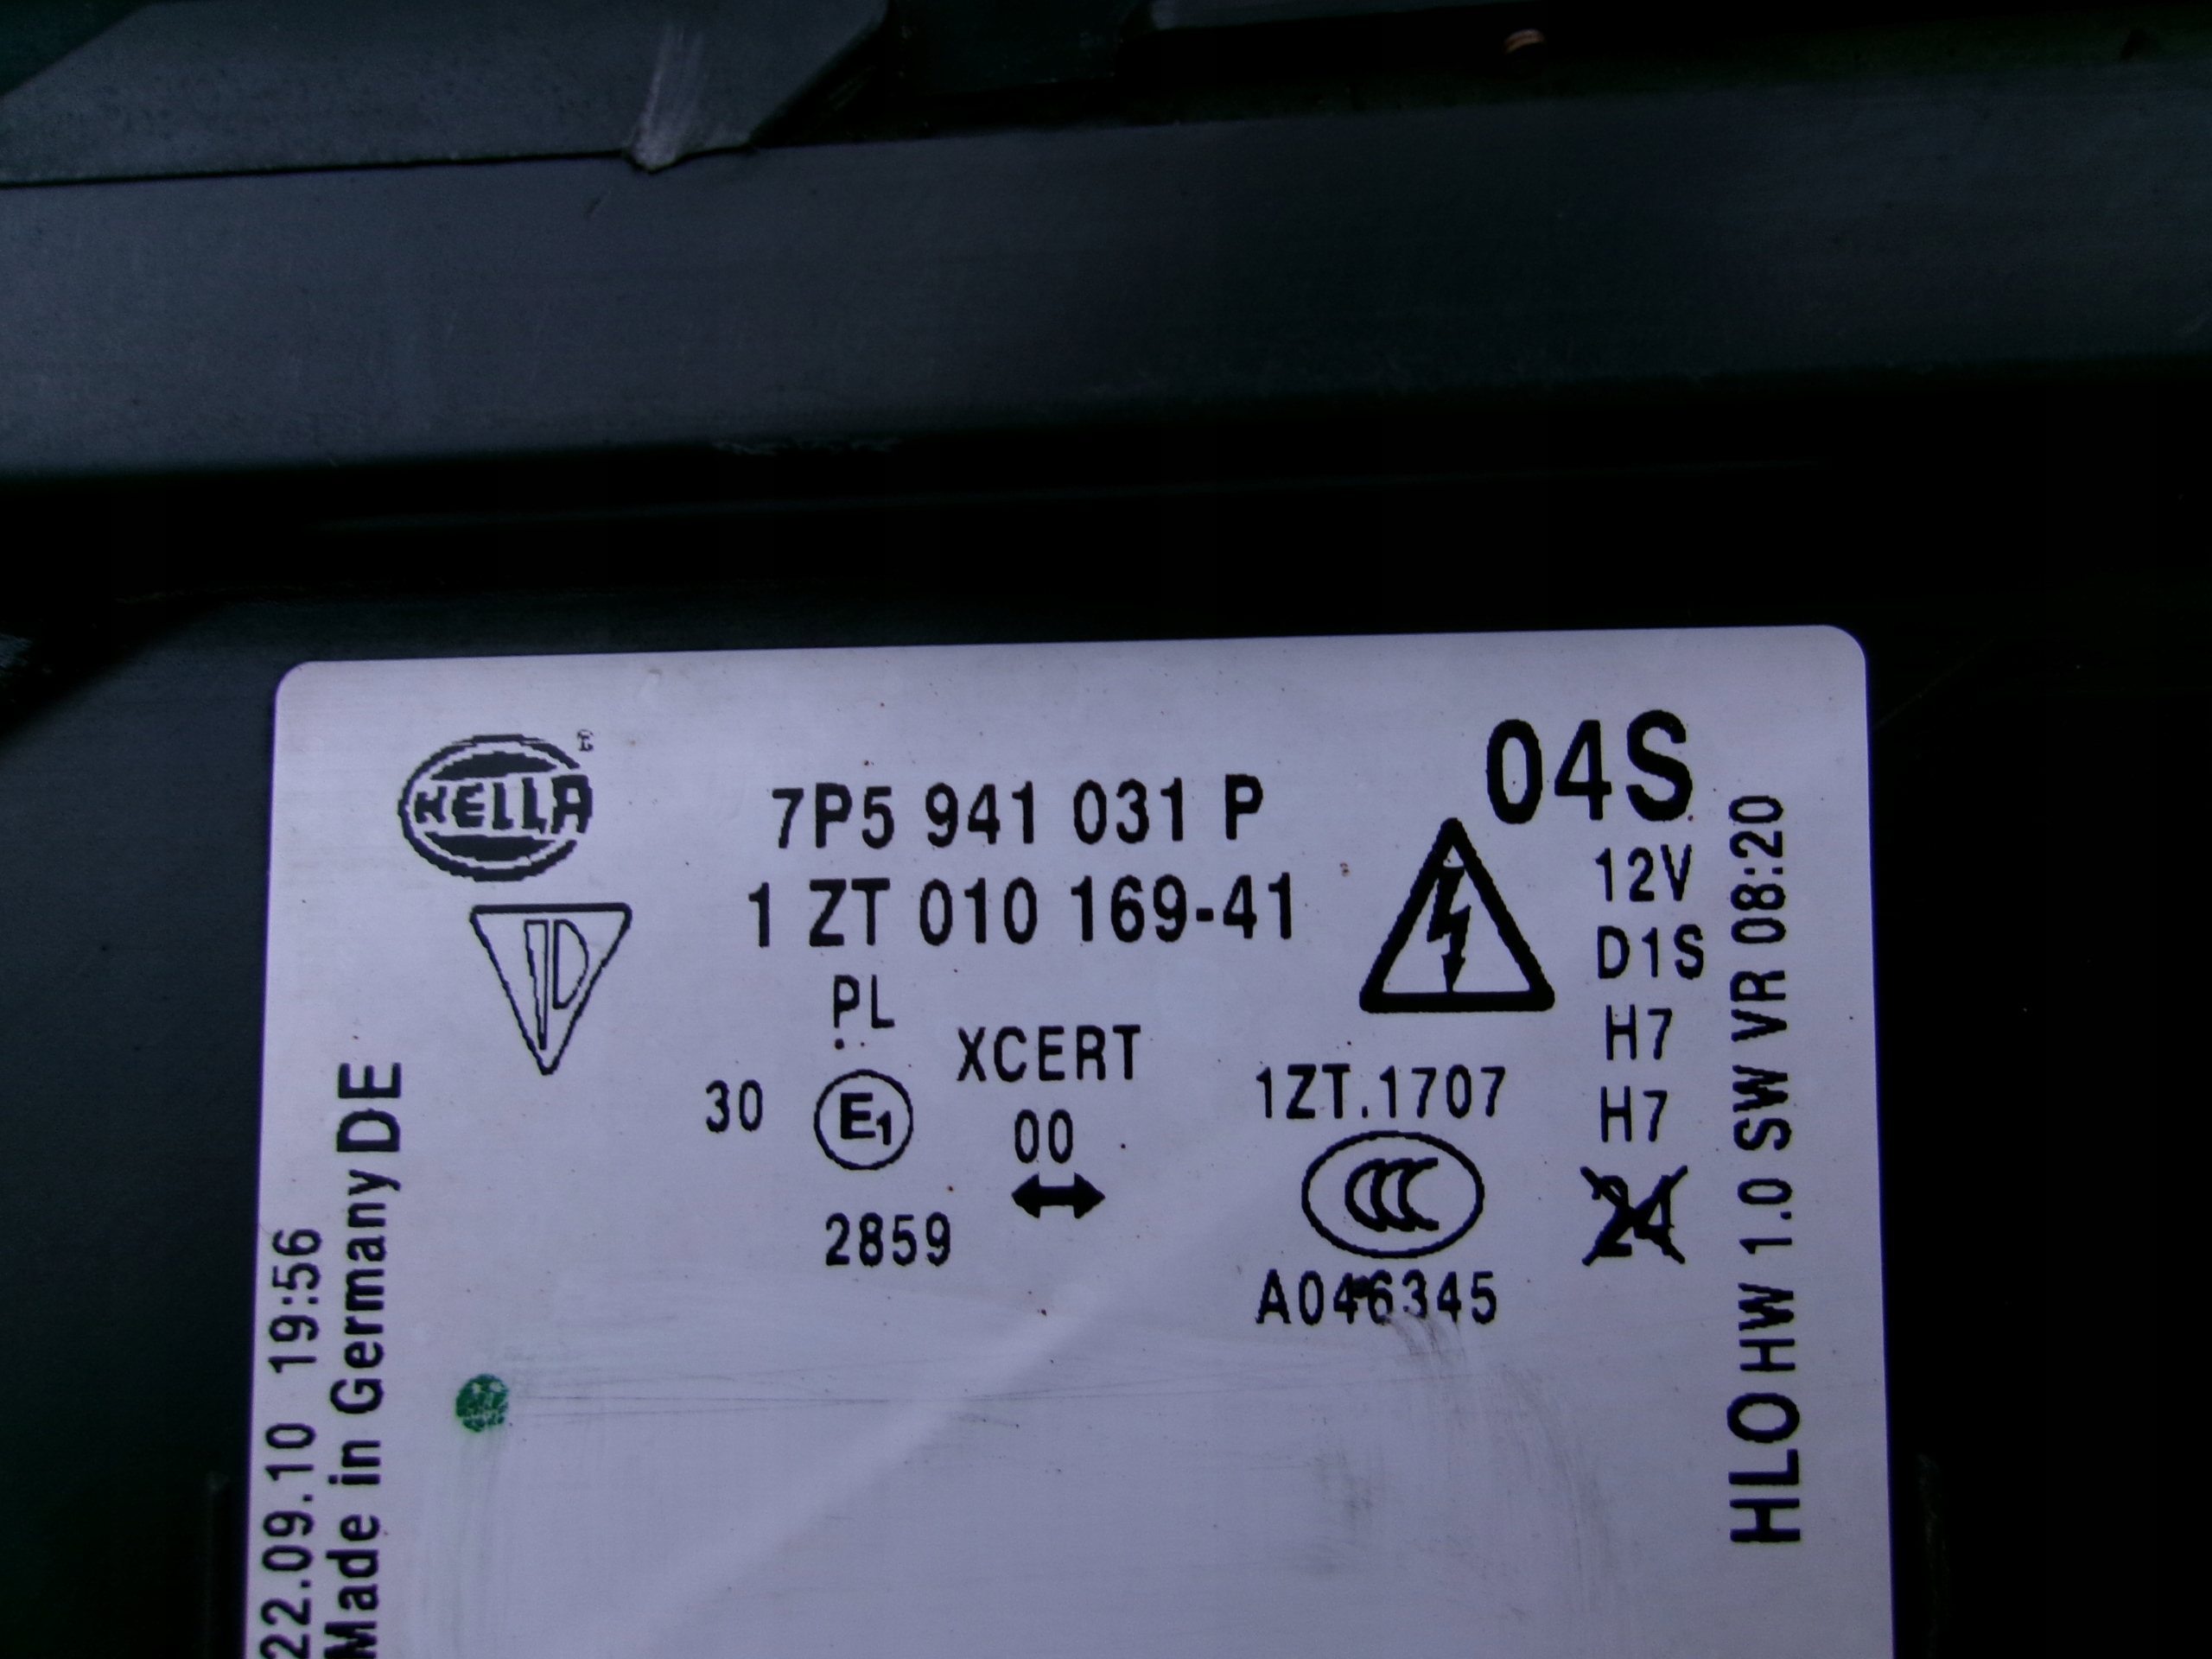 HELLA ®
7P5 941 031 P
04S
1 ZT 010 169-41
12V
D1S
H7
H7
24
PL
XCERT
30
E1
00
1ZT.1707
2859
CCC
A046345
22.09.10 19:56
Made in Germany DE
HLO HW 1.0 SW VR 08:20